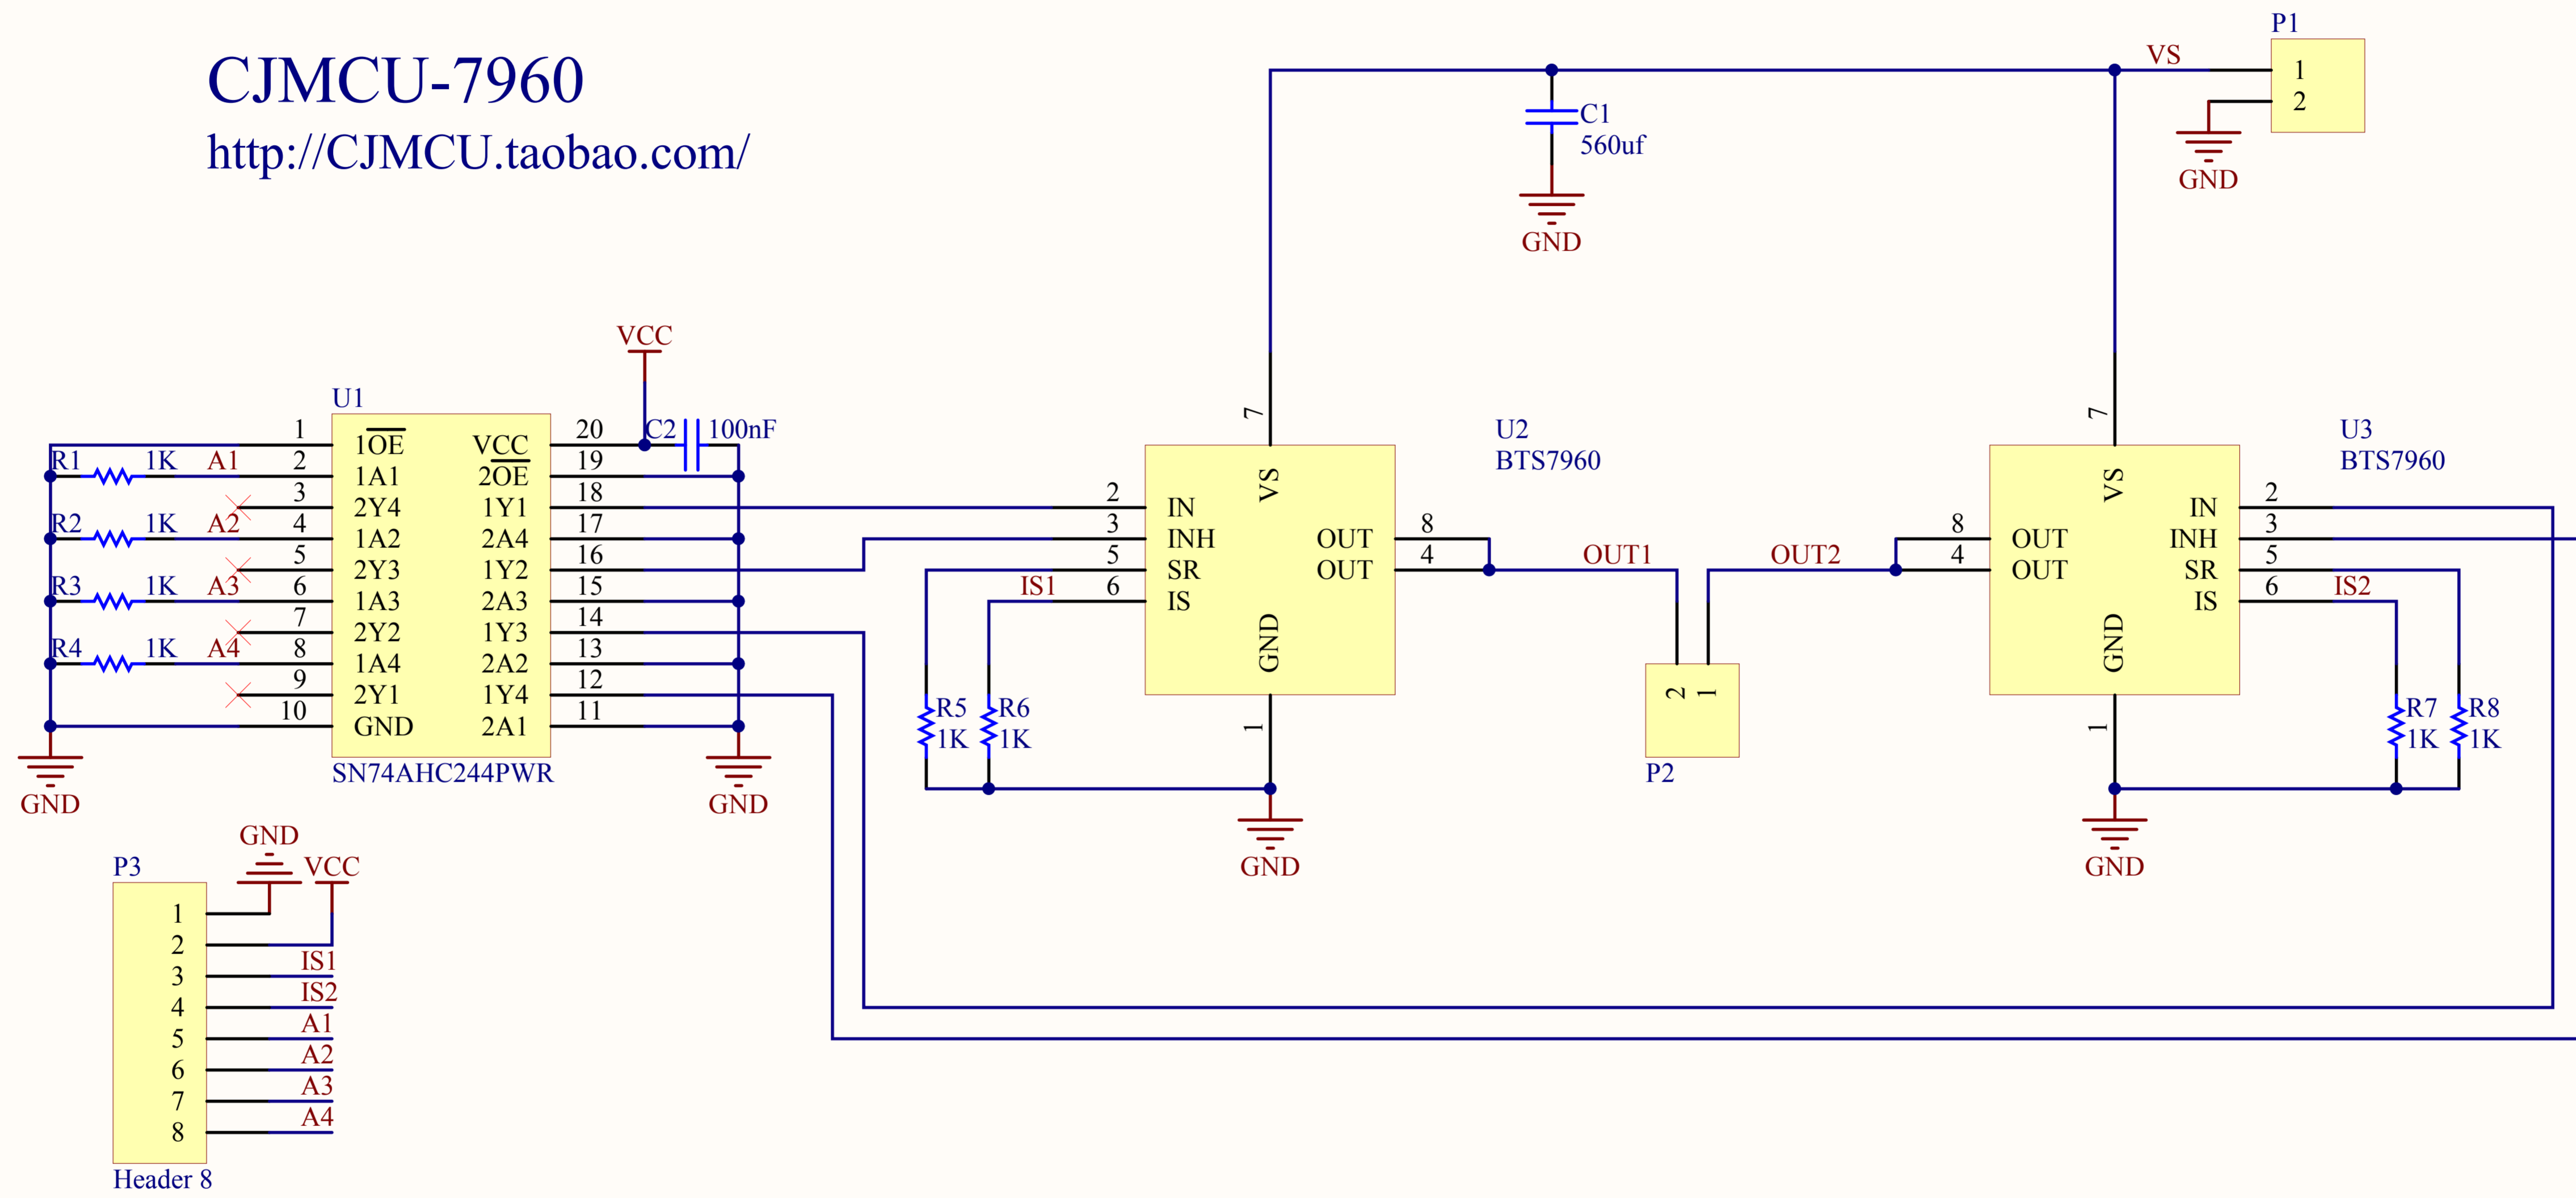 CJMCU-7960
http://CJMCU.taobao.com/
P1
VS
1
2
GND
C1
560uf
GND
VCC
U1
C2 100nF
1 1OE VCC 20
R1 1K A1 2 1A1 2OE 19
3 2Y4 1Y1 18
R2 1K A2 4 1A2 2A4 17
5 2Y3 1Y2 16
R3 1K A3 6 1A3 2A3 15
7 2Y2 1Y3 14
R4 1K A4 8 1A4 2A2 13
9 2Y1 1Y4 12
10 GND 2A1 11
SN74AHC244PWR
GND
GND
U2
BTS7960
7
VS
2 IN
3 INH OUT 8
5 SR OUT 4
IS1 6 IS
GND
1
R5
1K
R6
1K
GND
OUT1
OUT2
2
1
P2
U3
BTS7960
7
VS
IN 2
8 OUT INH 3
4 OUT SR 5
IS 6 IS2
GND
1
R7
1K
R8
1K
GND
GND
P3
VCC
1
2
3 IS1
4 IS2
5 A1
6 A2
7 A3
8 A4
Header 8